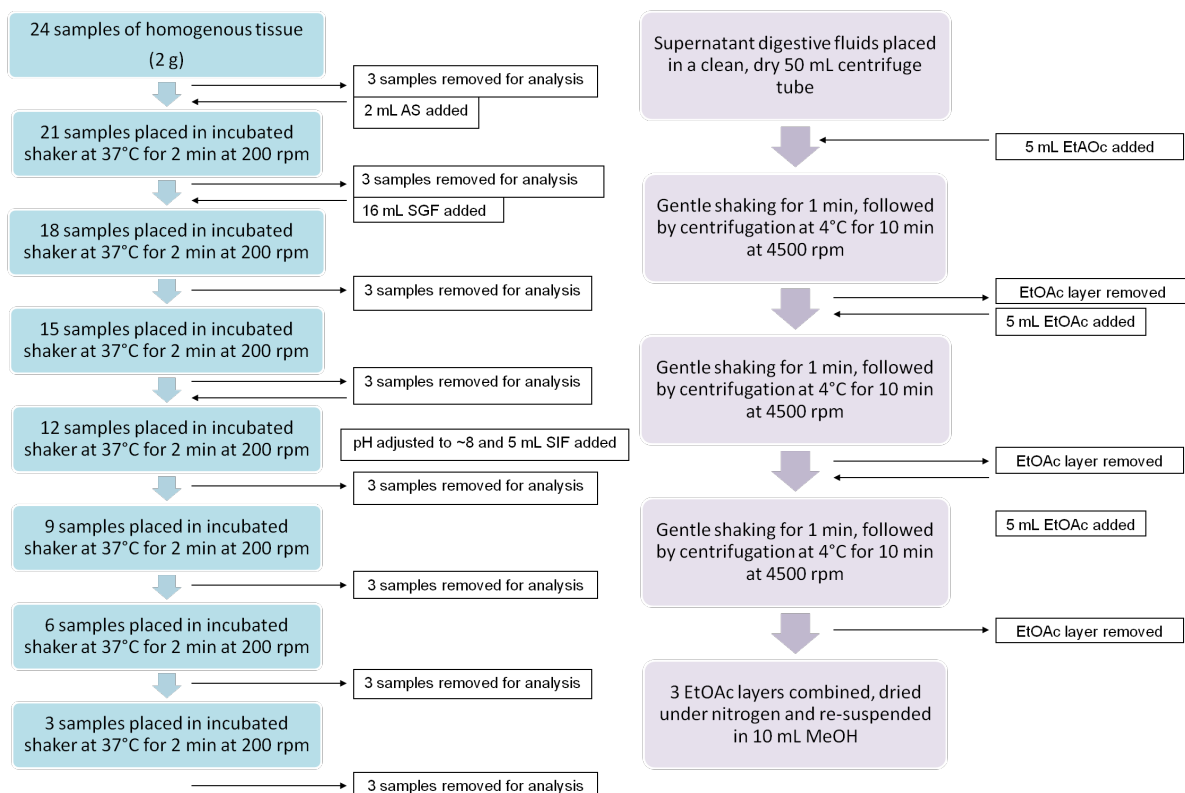 24 samples of homogenous tissue
(2 g)
3 samples removed for analysis
2 mL AS added
21 samples placed in incubated
shaker at 37°C for 2 min at 200 rpm
3 samples removed for analysis
16 mL SGF added
18 samples placed in incubated
shaker at 37°C for 2 min at 200 rpm
3 samples removed for analysis
15 samples placed in incubated
shaker at 37°C for 2 min at 200 rpm
3 samples removed for analysis
12 samples placed in incubated
shaker at 37°C for 2 min at 200 rpm
pH adjusted to ~8 and 5 mL SIF added
3 samples removed for analysis
9 samples placed in incubated
shaker at 37°C for 2 min at 200 rpm
3 samples removed for analysis
6 samples placed in incubated
shaker at 37°C for 2 min at 200 rpm
3 samples removed for analysis
3 samples placed in incubated
shaker at 37°C for 2 min at 200 rpm
3 samples removed for analysis
Supernatant digestive fluids placed
in a clean, dry 50 mL centrifuge
tube
5 mL EtAOc added
Gentle shaking for 1 min, followed
by centrifugation at 4°C for 10 min
at 4500 rpm
EtOAc layer removed
5 mL EtOAc added
Gentle shaking for 1 min, followed
by centrifugation at 4°C for 10 min
at 4500 rpm
EtOAc layer removed
5 mL EtOAc added
Gentle shaking for 1 min, followed
by centrifugation at 4°C for 10 min
at 4500 rpm
EtOAc layer removed
3 EtOAc layers combined, dried
under nitrogen and re-suspended
in 10 mL MeOH